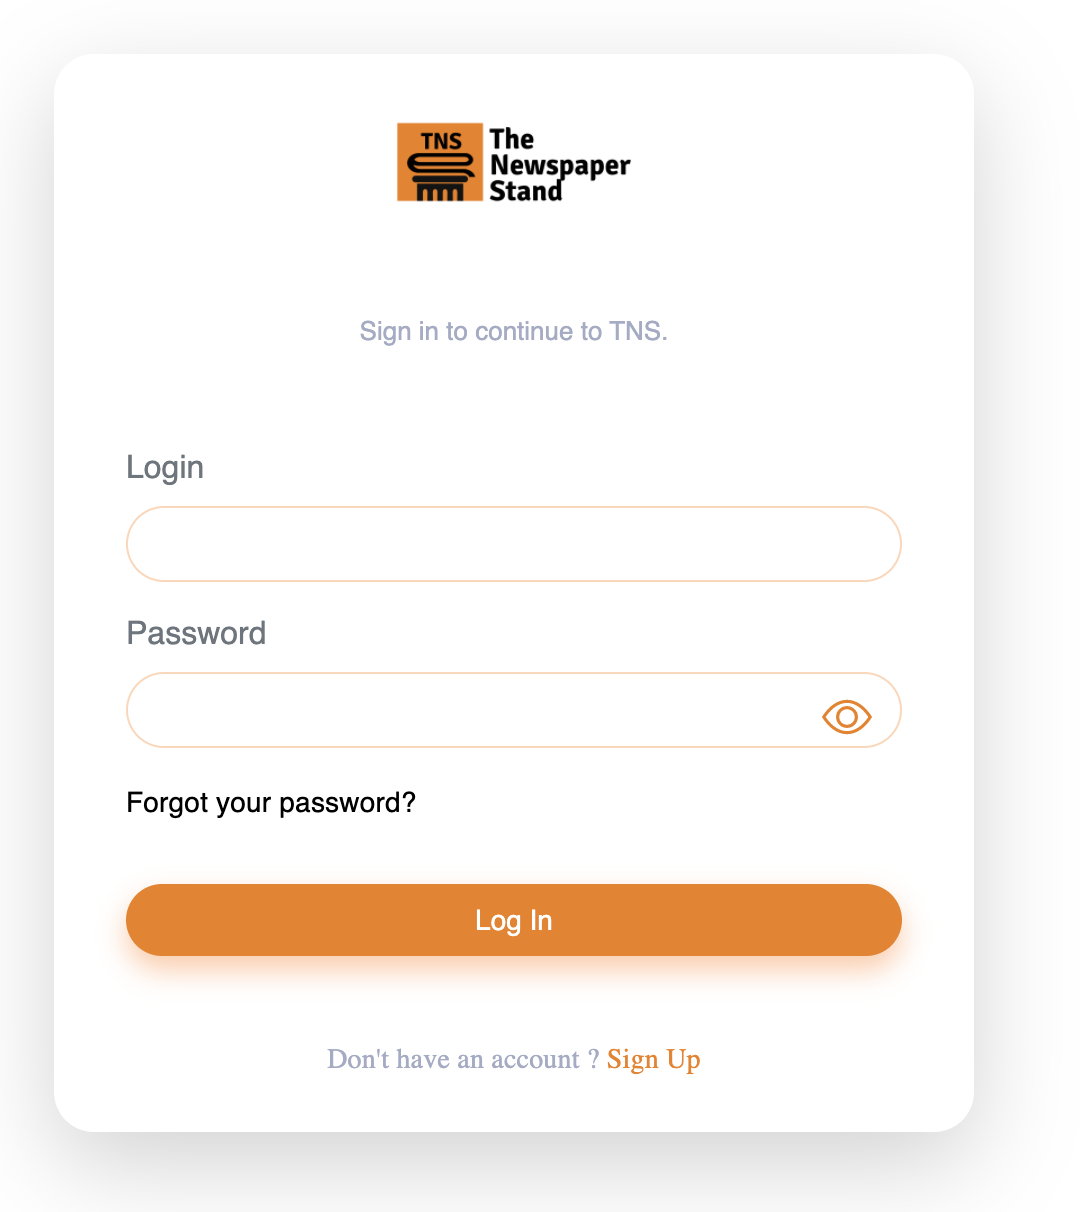 TNS
The
Newspaper
Stand
Sign in to continue to TNS.
Login
Password
Forgot your password?
Log In
Don't have an account ? Sign Up